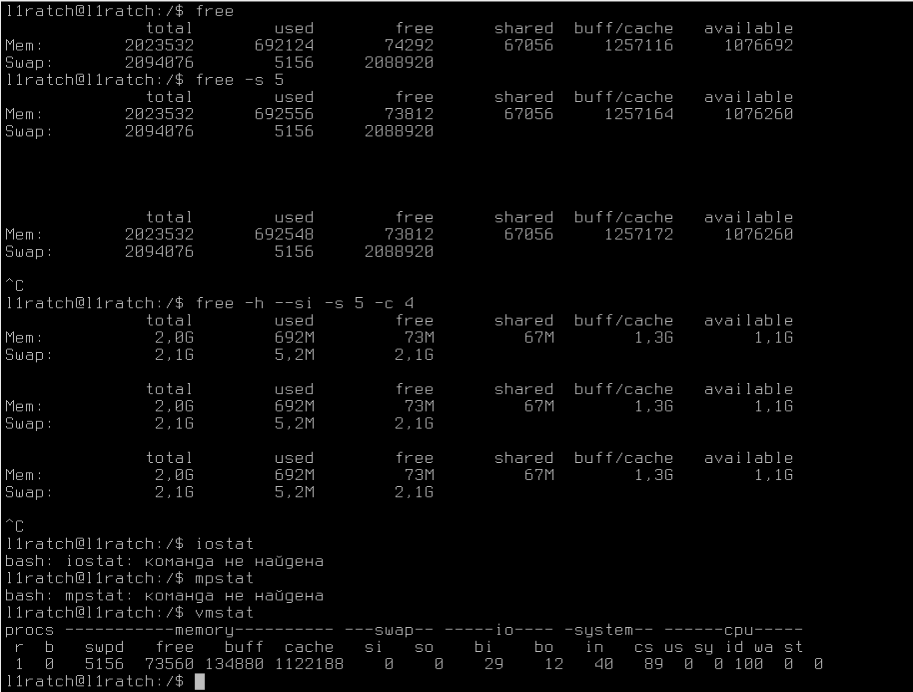 l1ratch@l1ratch:/$ free
total used free shared buff/cache available
Mem: 2023532 692124 74292 67056 1257116 1076692
Swap: 2094076 5156 2088920
l1ratch@l1ratch:/$ free -s 5
total used free shared buff/cache available
Mem: 2023532 692556 73812 67056 1257164 1076260
Swap: 2094076 5156 2088920
total used free shared buff/cache available
Mem: 2023532 692548 73812 67056 1257172 1076260
Swap: 2094076 5156 2088920
^C
l1ratch@l1ratch:/$ free -h --si -s 5 -c 4
total used free shared buff/cache available
Mem: 2,0G 692M 73M 67M 1,3G 1,1G
Swap: 2,1G 5,2M 2,1G
total used free shared buff/cache available
Mem: 2,0G 692M 73M 67M 1,3G 1,1G
Swap: 2,1G 5,2M 2,1G
total used free shared buff/cache available
Mem: 2,0G 692M 73M 67M 1,3G 1,1G
Swap: 2,1G 5,2M 2,1G
^C
l1ratch@l1ratch:/$ iostat
bash: iostat: команда не найдена
l1ratch@l1ratch:/$ mpstat
bash: mpstat: команда не найдена
l1ratch@l1ratch:/$ vmstat
procs -----------memory---------- ---swap-- -----io---- -system-- ------cpu-----
r b swpd free buff cache si so bi bo in cs us sy id wa st
1 0 5156 73560 134880 1122188 0 0 29 12 40 89 0 0 100 0 0
l1ratch@l1ratch:/$